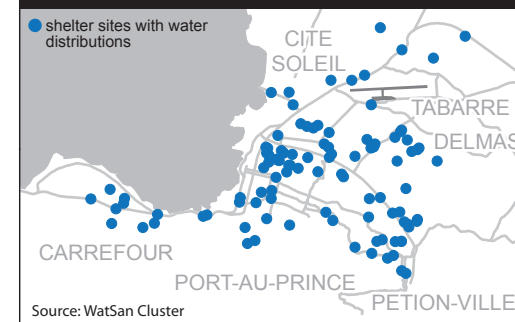 shelter sites with water
distributions
CITE
SOLEIL
TABARRE
DELMAS
CARREFOUR
PORT-AU-PRINCE
PETION-VILLE
Source: WatSan Cluster